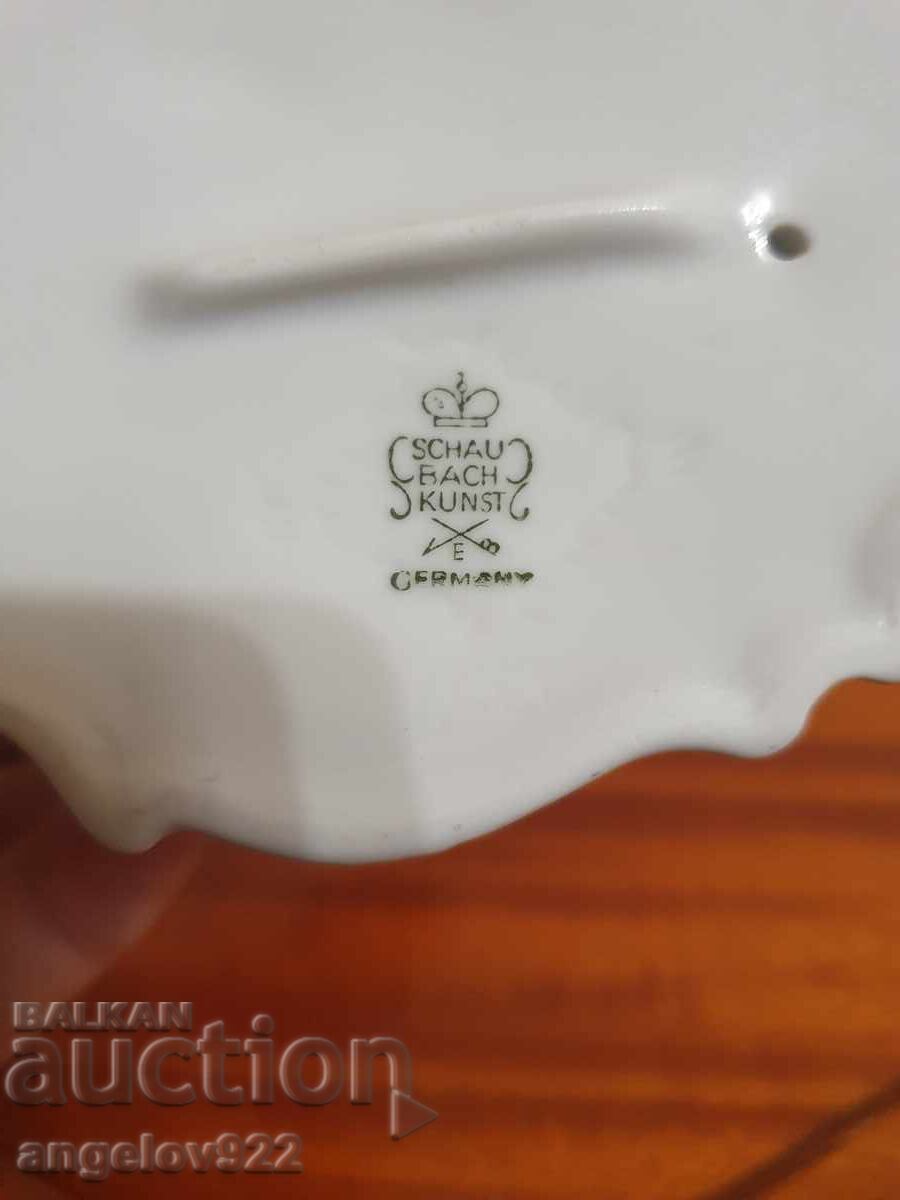 SCHAU
BACH
KUNST
E
GERMANY
BALKAN
auction
angelov922